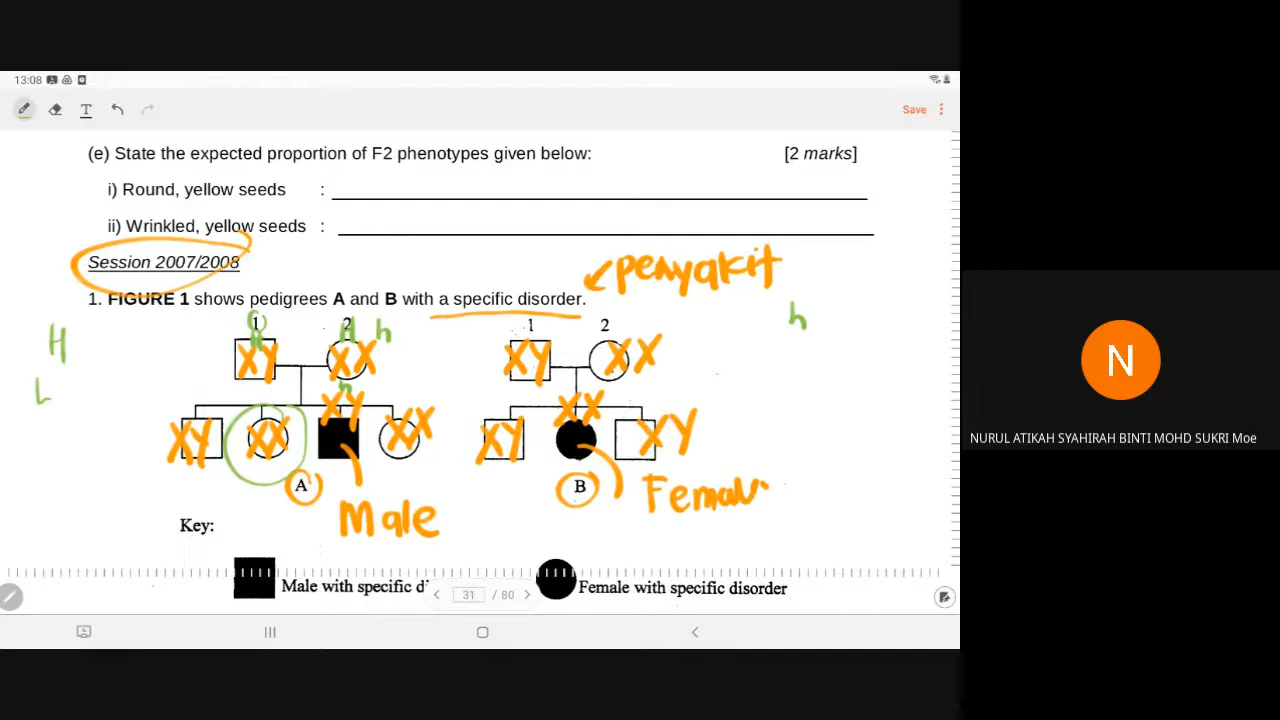 13:08
Save
(e) State the expected proportion of F2 phenotypes given below: [2 marks]
i) Round, yellow seeds :
ii) Wrinkled, yellow seeds :
Session 2007/2008
penyakit
1. FIGURE 1 shows pedigrees A and B with a specific disorder.
H
h
h
1 2 1 2
XY XX XY XX
XY XX XY XX XY XX XY
A B
Male Female
Key:
Male with specific di
Female with specific disorder
31 / 80
N
NURUL ATIKAH SYAHIRAH BINTI MOHD SUKRI Moe